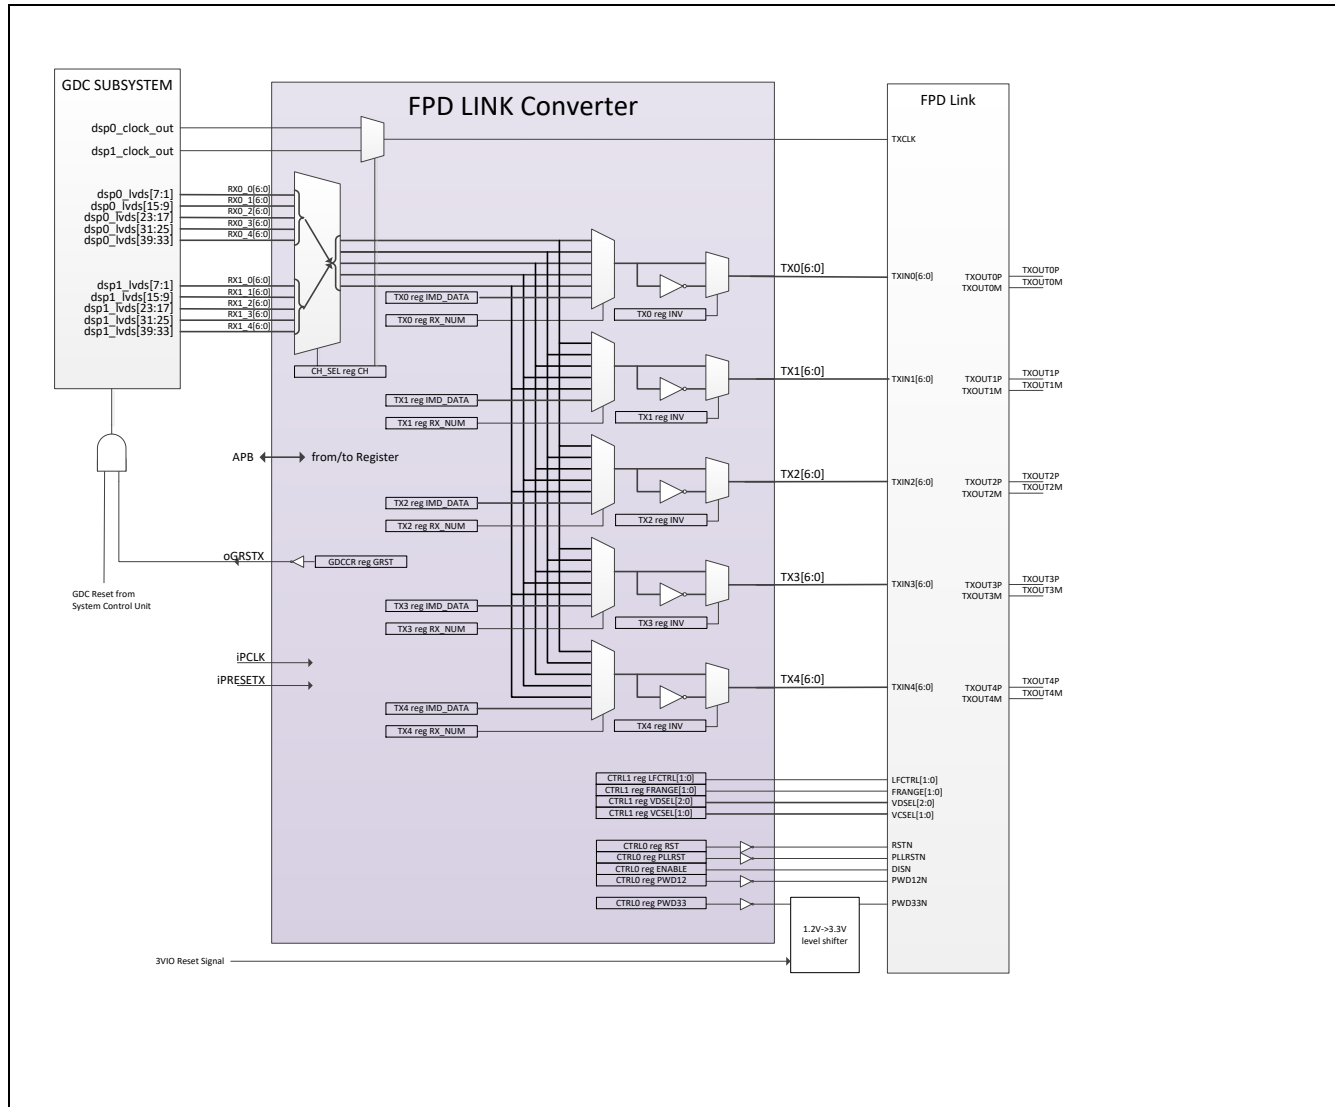 GDC SUBSYSTEM
FPD LINK Converter
FPD Link
dsp0_clock_out
dsp1_clock_out
TXCLK
dsp0_lvds[7:1]
dsp0_lvds[15:9]
dsp0_lvds[23:17]
dsp0_lvds[31:25]
dsp0_lvds[39:33]
RX0_0[6:0]
RX0_1[6:0]
RX0_2[6:0]
RX0_3[6:0]
RX0_4[6:0]
dsp1_lvds[7:1]
dsp1_lvds[15:9]
dsp1_lvds[23:17]
dsp1_lvds[31:25]
dsp1_lvds[39:33]
RX1_0[6:0]
RX1_1[6:0]
RX1_2[6:0]
RX1_3[6:0]
RX1_4[6:0]
CH_SEL reg CH
TX0 reg IMD_DATA
TX0 reg RX_NUM
TX0 reg INV
TX0[6:0]
TXIN0[6:0]
TXOUT0P
TXOUT0M
TXOUT0P
TXOUT0M
TX1 reg IMD_DATA
TX1 reg RX_NUM
TX1 reg INV
TX1[6:0]
TXIN1[6:0]
TXOUT1P
TXOUT1M
TXOUT1P
TXOUT1M
APB
from/to Register
TX2 reg IMD_DATA
TX2 reg RX_NUM
TX2 reg INV
TX2[6:0]
TXIN2[6:0]
TXOUT2P
TXOUT2M
TXOUT2P
TXOUT2M
oGRSTX
GDCCR reg GRST
GDC Reset from
System Control Unit
TX3 reg IMD_DATA
TX3 reg RX_NUM
TX3 reg INV
TX3[6:0]
TXIN3[6:0]
TXOUT3P
TXOUT3M
TXOUT3P
TXOUT3M
iPCLK
iPRESETX
TX4 reg IMD_DATA
TX4 reg RX_NUM
TX4 reg INV
TX4[6:0]
TXIN4[6:0]
TXOUT4P
TXOUT4M
TXOUT4P
TXOUT4M
CTRL1 reg LFCTRL[1:0]
CTRL1 reg FRANGE[1:0]
CTRL1 reg VDSEL[2:0]
CTRL1 reg VCSEL[1:0]
LFCTRL[1:0]
FRANGE[1:0]
VDSEL[2:0]
VCSEL[1:0]
CTRL0 reg RST
CTRL0 reg PLLRST
CTRL0 reg ENABLE
CTRL0 reg PWD12
CTRL0 reg PWD33
RSTN
PLLRSTN
DISN
PWD12N
PWD33N
1.2V->3.3V
level shifter
3VIO Reset Signal